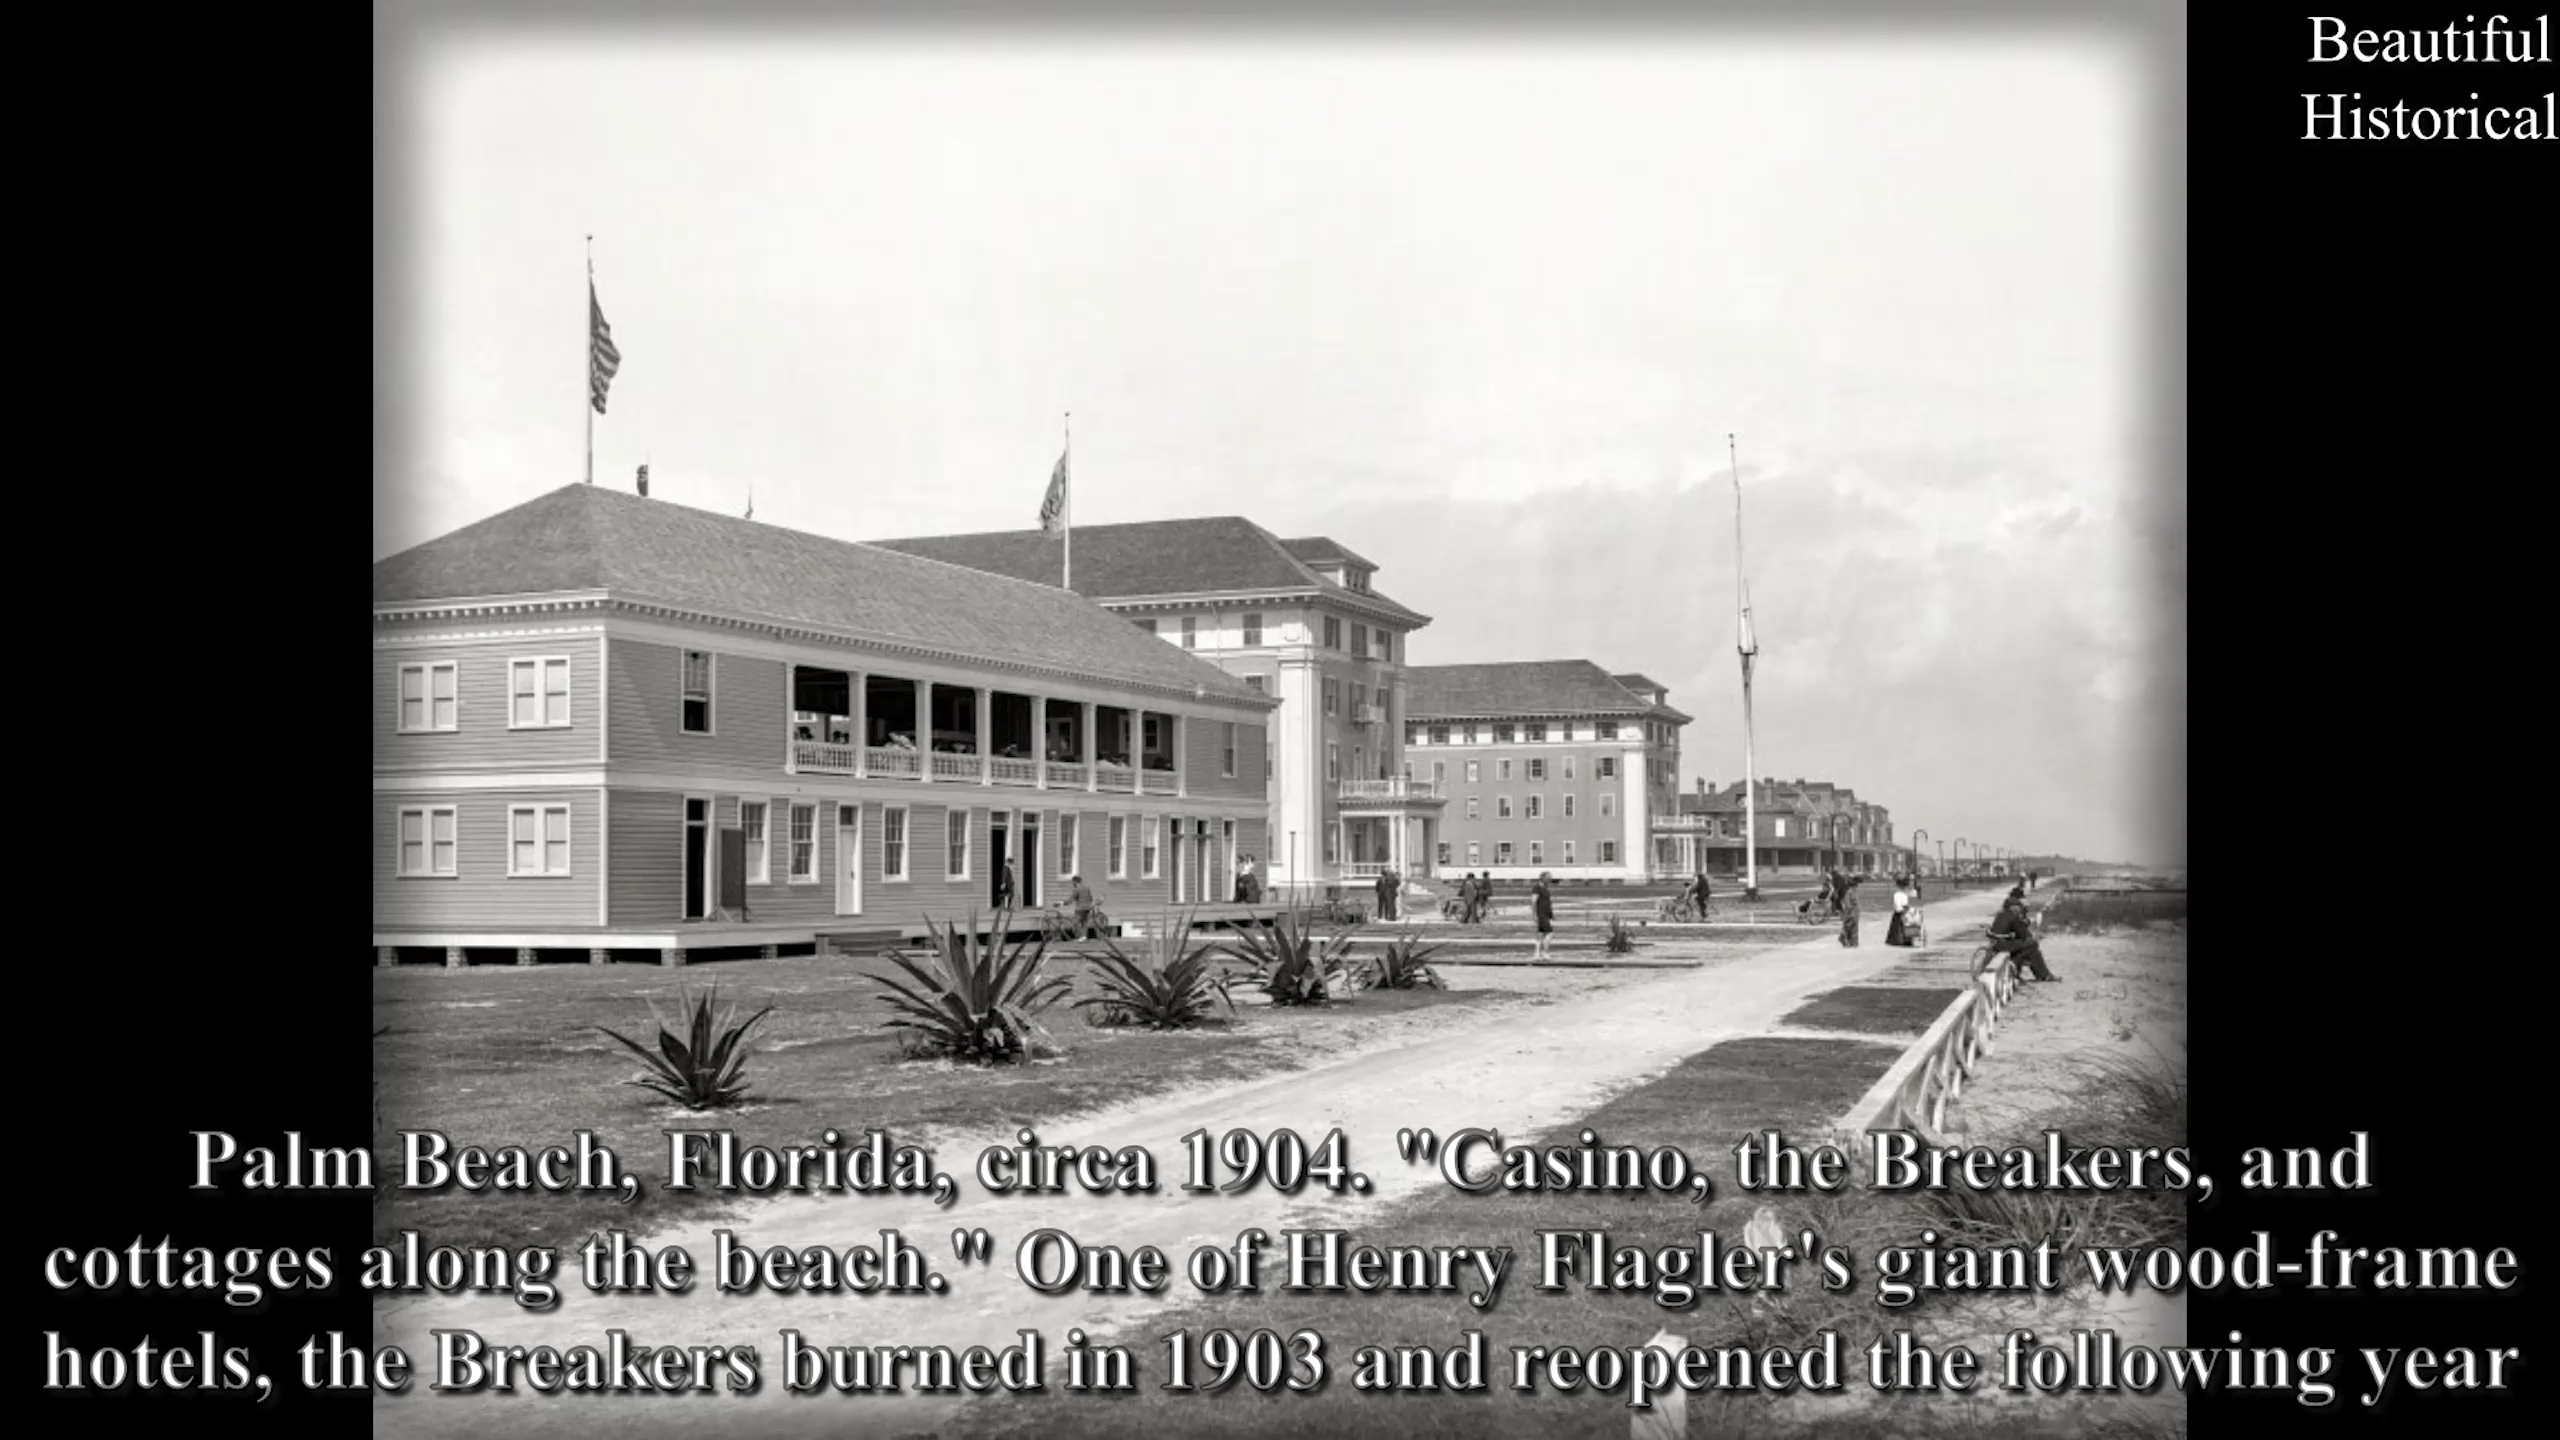 Beautiful
Historical
Palm Beach, Florida, circa 1904. "Casino, the Breakers, and
cottages along the beach." One of Henry Flagler's giant wood-frame
hotels, the Breakers burned in 1903 and reopened the following year